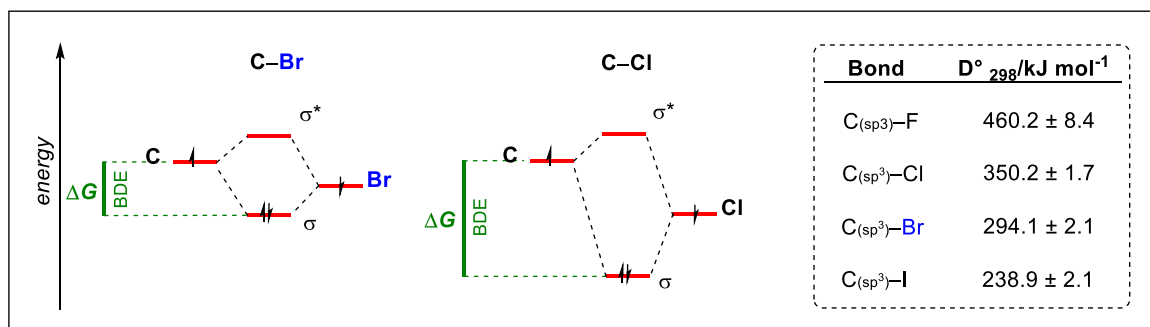 energy
C–Br
σ*
C
Br
σ
ΔG
BDE
C–Cl
σ*
C
Cl
σ
ΔG
BDE
Bond D° 298/kJ mol-1
C(sp3)–F 460.2 ± 8.4
C(sp³)–Cl 350.2 ± 1.7
C(sp³)–Br 294.1 ± 2.1
C(sp³)–I 238.9 ± 2.1